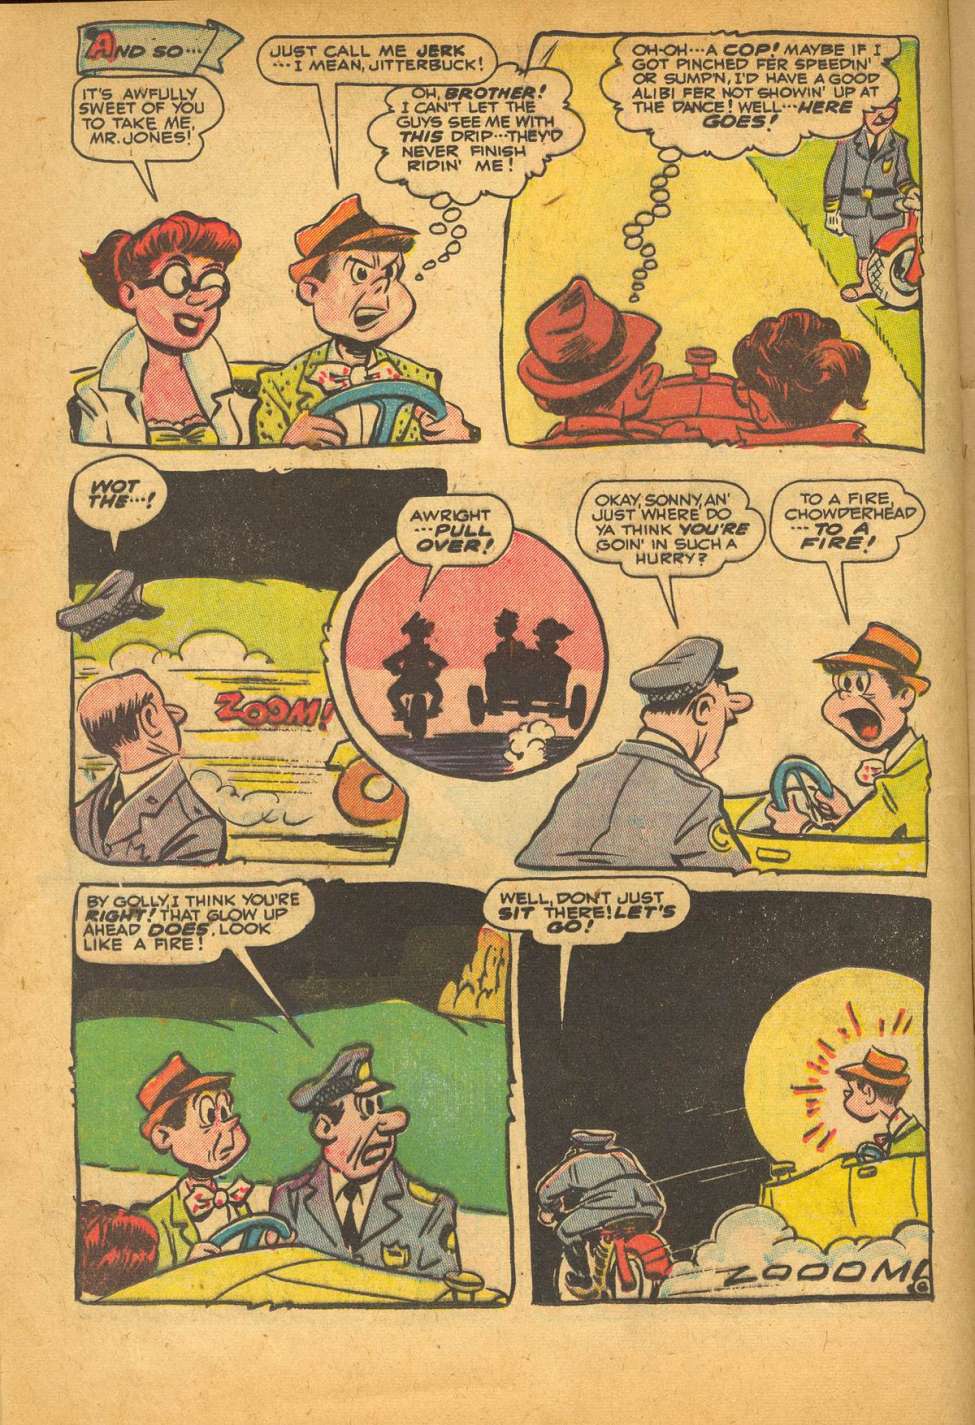 AND SO...
IT'S AWFULLY
SWEET OF YOU
TO TAKE ME,
MR. JONES!
JUST CALL ME JERK
...I MEAN, JITTERBUCK!
OH, BROTHER!
I CAN'T LET THE
GUYS SEE ME WITH
THIS DRIP...THEY'D
NEVER FINISH
RIDIN' ME!
OH-OH...A COP! MAYBE IF I
GOT PINCHED FER SPEEDIN'
OR SUMP'N, I'D HAVE A GOOD
ALIBI FER NOT SHOWIN' UP AT
THE DANCE! WELL...HERE
GOES!
WOT
THE...!
ZOOM!
AWRIGHT
...PULL
OVER!
OKAY, SONNY, AN'
JUST WHERE DO
YA THINK YOU'RE
GOIN' IN SUCH A
HURRY?
TO A FIRE,
CHOWDERHEAD
...TO A
FIRE!
BY GOLLY, I THINK YOU'RE
RIGHT! THAT GLOW UP
AHEAD DOES, LOOK
LIKE A FIRE!
WELL, DON'T JUST
SIT THERE! LET'S
GO!
ZOOOM!